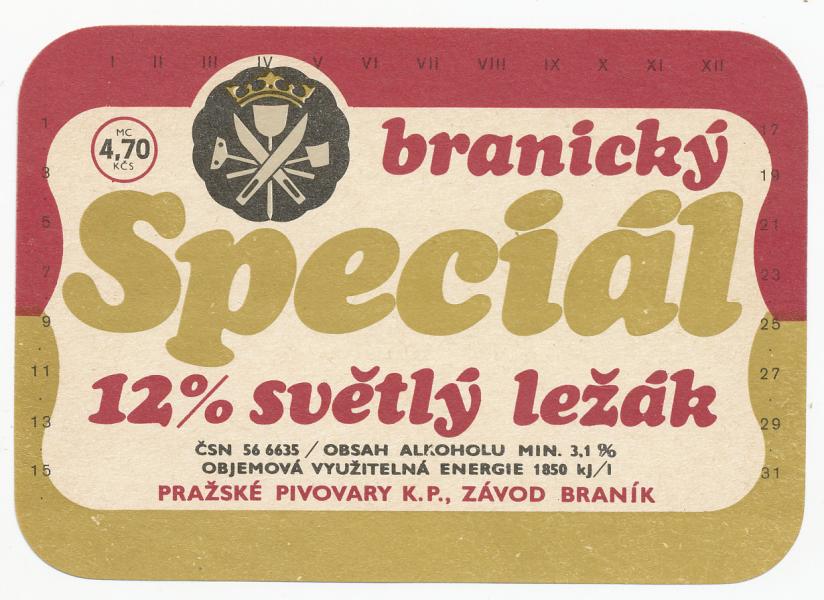 I II III IV V VI VII VIII IX X XI XII
MC
4,70
KČS
branický
Speciál
12% světlý ležák
ČSN 56 6635 / OBSAH ALKOHOLU MIN. 3,1 %
OBJEMOVÁ VYUŽITELNÁ ENERGIE 1850 kJ/l
PRAŽSKÉ PIVOVARY K.P., ZÁVOD BRANÍK
1
3
5
7
9
11
13
15
17
19
21
23
25
27
29
31